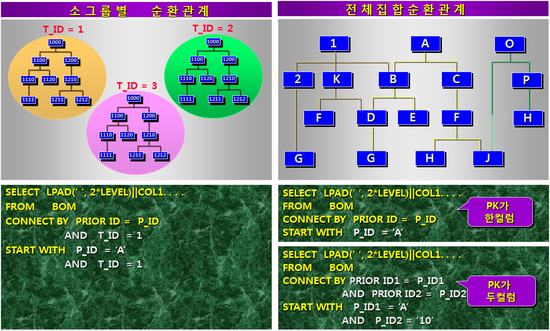 소그룹별 순환관계
T_ID = 1
T_ID = 2
1000
1100 1200
1110 1120 1210
1111 1211 1212
1000
1100 1200
1110 1120 1210
1111 1211 1212
T_ID = 3
1000
1100 1200
1110 1120 1210
1111 1211 1212
SELECT LPAD(' ', 2*LEVEL)||COL1. . . .
FROM BOM
CONNECT BY PRIOR ID = P_ID
AND T_ID = 1
START WITH P_ID = 'A'
AND T_ID = 1
전체집합순환관계
1 A O
2 K B C P
F D E F H
G G H J
SELECT LPAD(' ', 2*LEVEL)||COL1. . . .
FROM BOM
CONNECT BY PRIOR ID = P_ID
START WITH P_ID = 'A'
PK가
한컬럼
SELECT LPAD(' ', 2*LEVEL)||COL1. . . .
FROM BOM
CONNECT BY PRIOR ID1 = P_ID1
AND PRIOR ID2 = P_ID2
START WITH P_ID1 = 'A'
AND P_ID2 = '10'
PK가
두컬럼